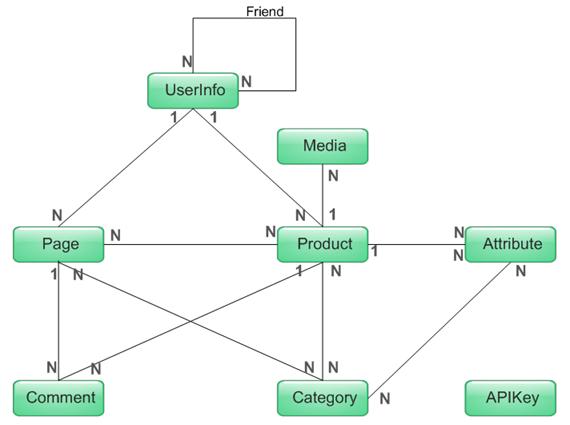 Friend
N
N
UserInfo
1 1
Media
N
N N 1
N N N
Page Product Attribute
1 N
1 N 1 N N
N N N N
N
Comment Category APIKey